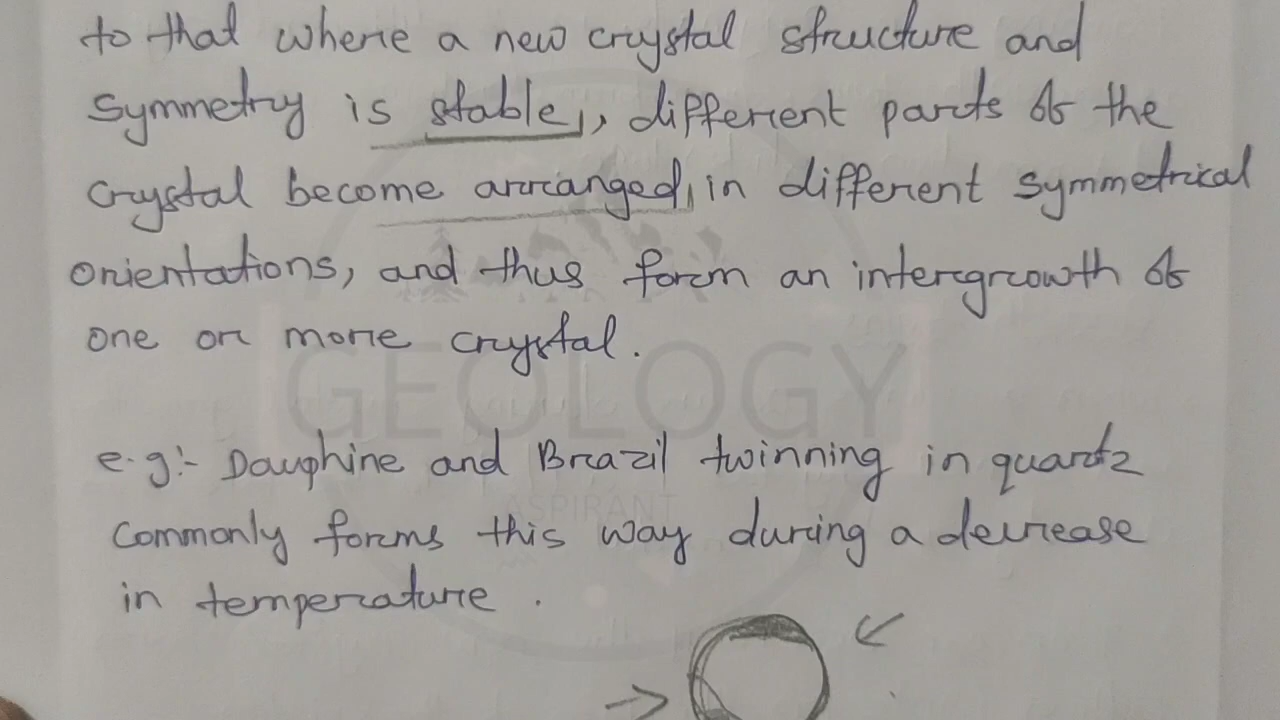 to that where a new crystal structure and
symmetry is stable, different parts of the
crystal become arranged, in different symmetrical
orientations, and thus form an intergrowth of
one or more crystal.
GEOLOGY
e.g:- Dauphine and Brazil twinning in quartz
ASPIRANT
commonly forms this way during a decrease
in temperature.